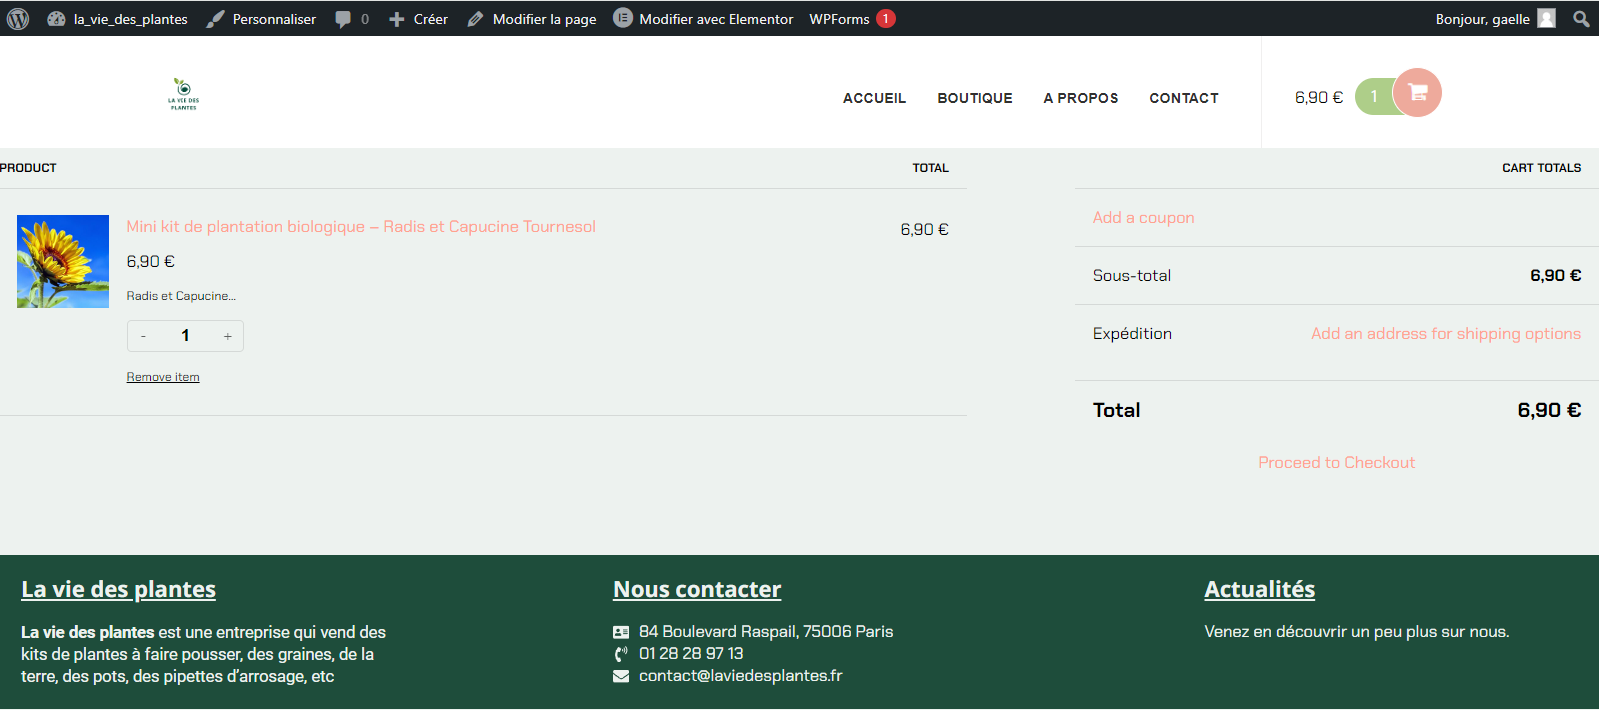 la_vie_des_plantes Personnaliser 0 Créer Modifier la page Modifier avec Elementor WPForms 1 Bonjour, gaelle
LA VIE DES
PLANTES
ACCUEIL BOUTIQUE A PROPOS CONTACT 6,90 € 1
PRODUCT TOTAL
Mini kit de plantation biologique – Radis et Capucine Tournesol 6,90 €
6,90 €
Radis et Capucine...
- 1 +
Remove item
CART TOTALS
Add a coupon
Sous-total 6,90 €
Expédition Add an address for shipping options
Total 6,90 €
Proceed to Checkout
La vie des plantes
La vie des plantes est une entreprise qui vend des
kits de plantes à faire pousser, des graines, de la
terre, des pots, des pipettes d'arrosage, etc
Nous contacter
84 Boulevard Raspail, 75006 Paris
01 28 28 97 13
contact@laviedesplantes.fr
Actualités
Venez en découvrir un peu plus sur nous.